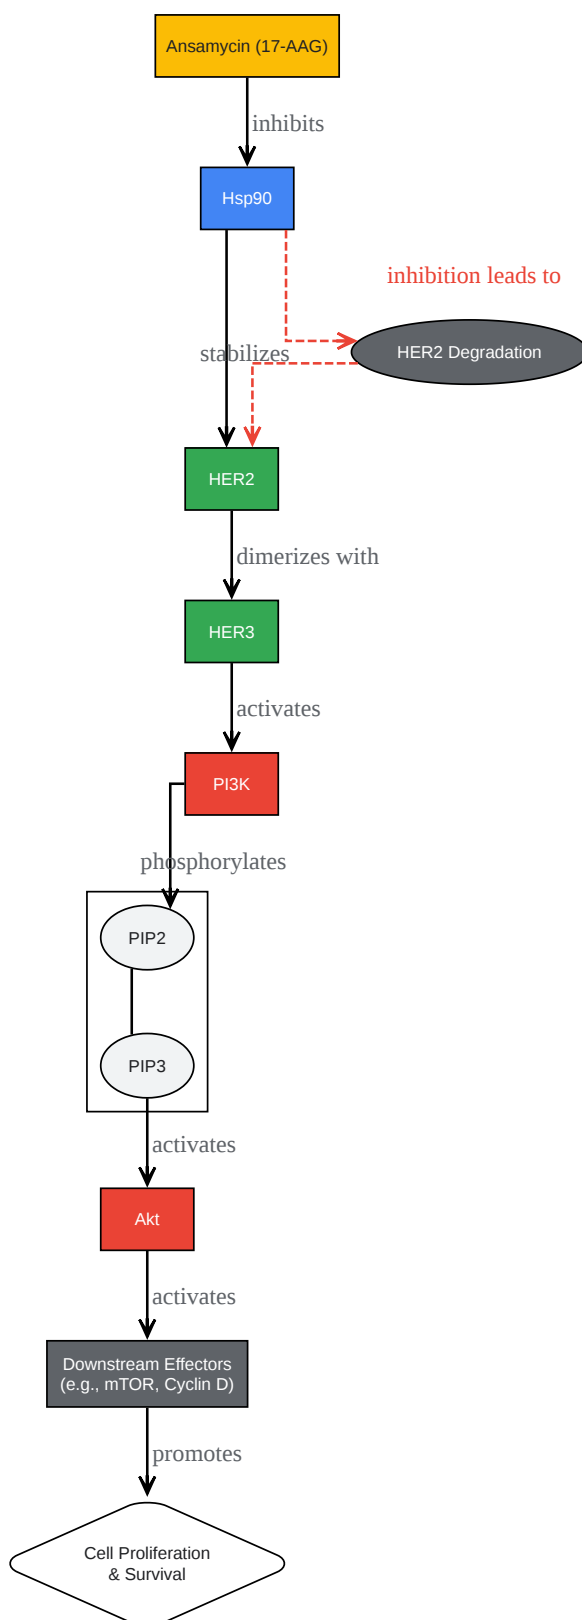 Ansamycin (17-AAG)
inhibits
Hsp90
inhibition leads to
stabilizes
HER2 Degradation
HER2
dimerizes with
HER3
activates
PI3K
phosphorylates
PIP2
PIP3
activates
Akt
activates
Downstream Effectors
(e.g., mTOR, Cyclin D)
promotes
Cell Proliferation
& Survival